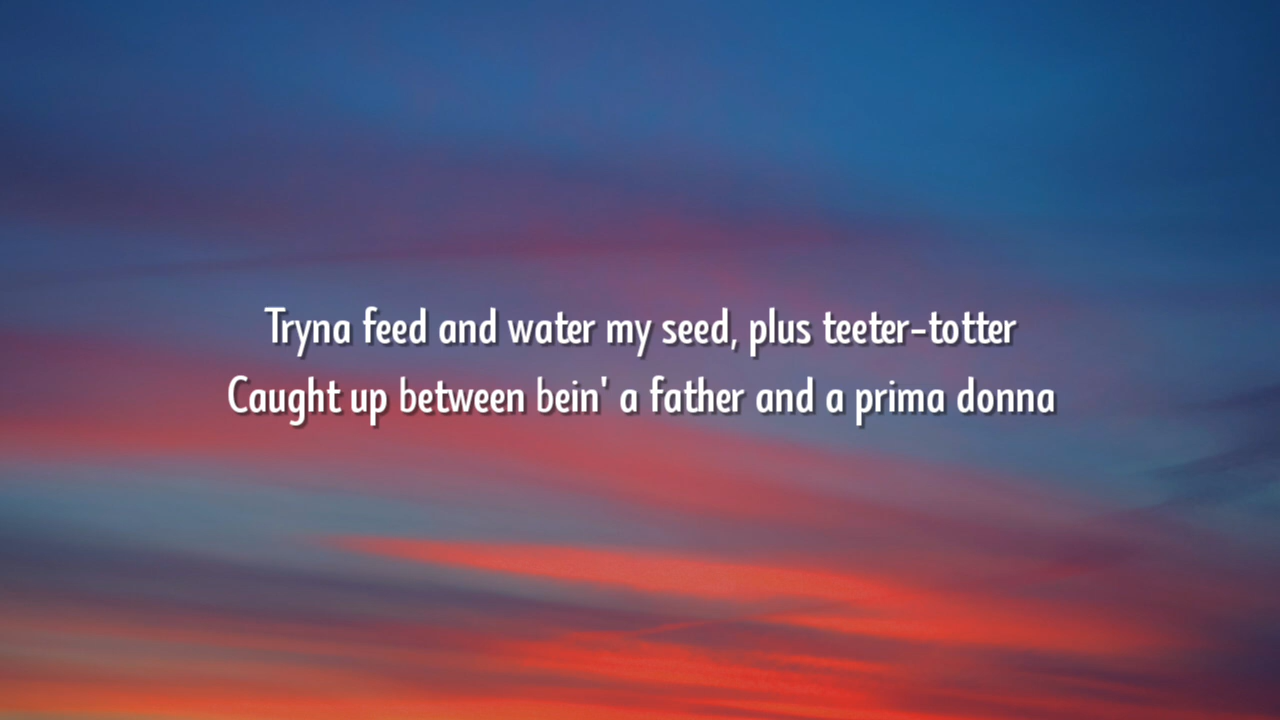 Tryna feed and water my seed, plus teeter-totter
Caught up between bein' a father and a prima donna